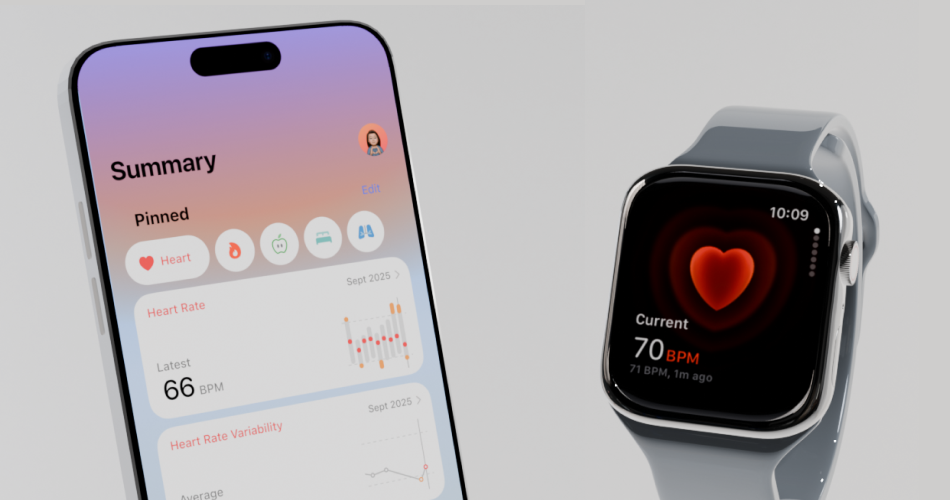 Summary
Edit
Pinned
Heart
Heart Rate
Sept 2025
Latest
66 BPM
Heart Rate Variability
Sept 2025
Average
10:09
Current
70 BPM
71 BPM, 1m ago